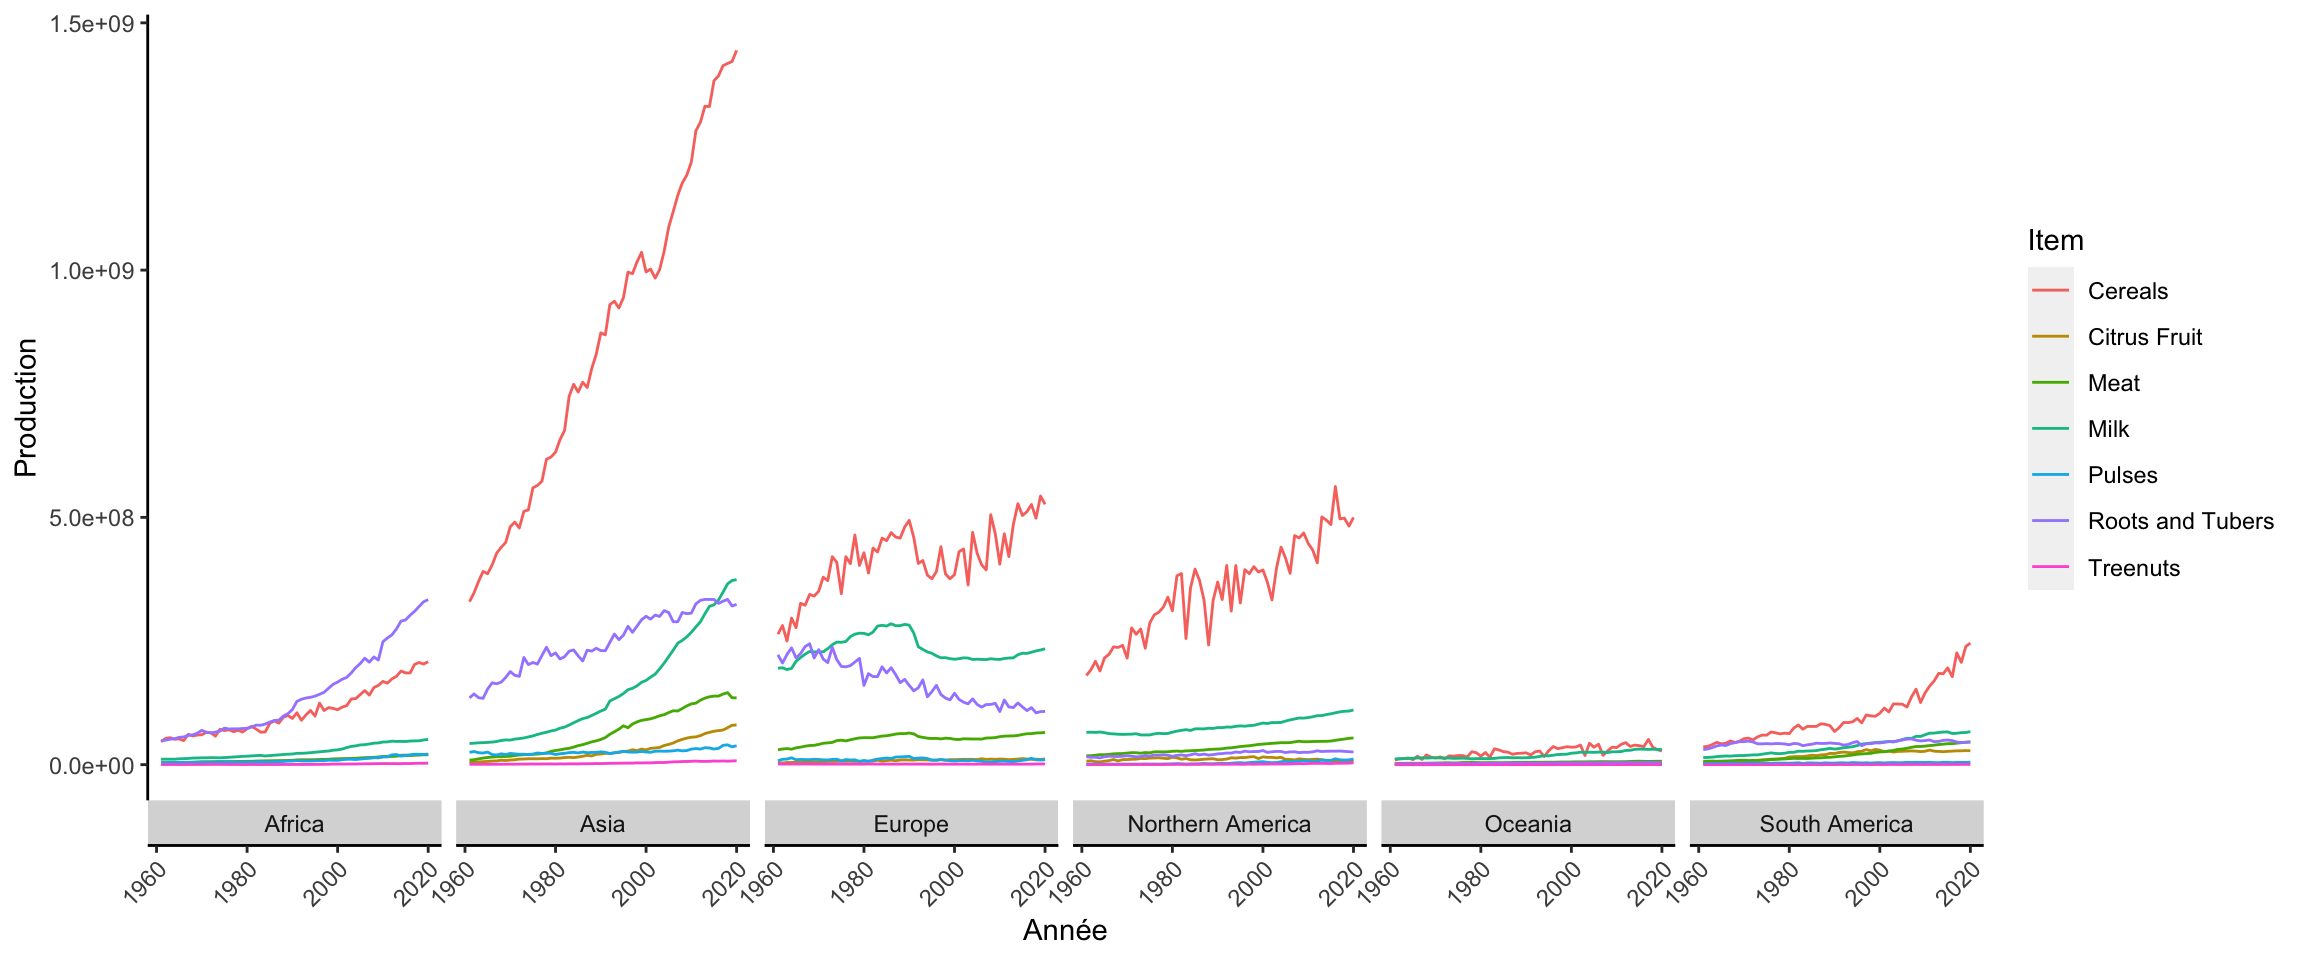 1.5e+09
1.0e+09
5.0e+08
0.0e+00
Production
Africa
Asia
Europe
Northern America
Oceania
South America
1960 1980 2000 2020
1960 1980 2000 2020
1960 1980 2000 2020
1960 1980 2000 2020
1960 1980 2000 2020
1960 1980 2000 2020
Année
Item
Cereals
Citrus Fruit
Meat
Milk
Pulses
Roots and Tubers
Treenuts